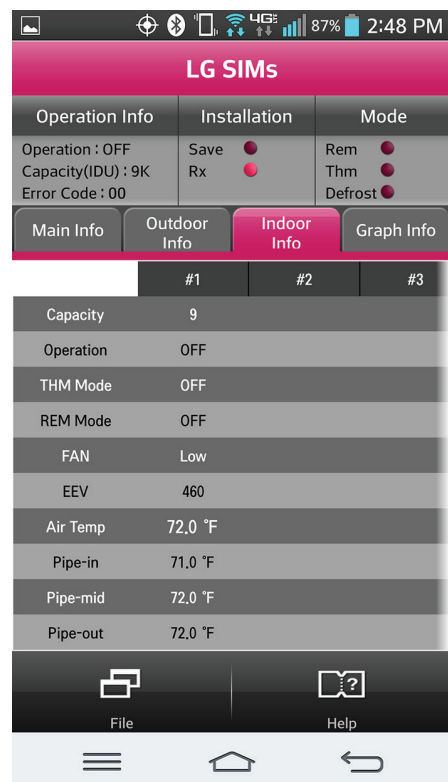 4G 87% 2:48 PM
LG SIMs
Operation Info Installation Mode
Operation : OFF Save Rem
Capacity(IDU) : 9K Rx Thm
Error Code : 00 Defrost
Main Info Outdoor Info Indoor Info Graph Info
#1 #2 #3
Capacity 9
Operation OFF
THM Mode OFF
REM Mode OFF
FAN Low
EEV 460
Air Temp 72.0 °F
Pipe-in 71.0 °F
Pipe-mid 72.0 °F
Pipe-out 72.0 °F
?
File Help